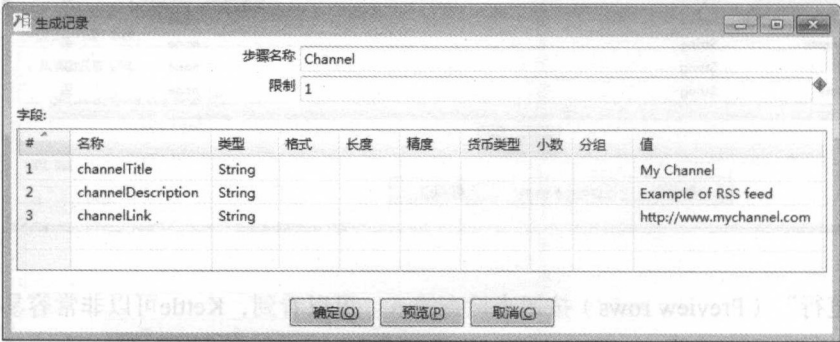 生成记录
步骤名称 Channel
限制 1
字段:
# 名称 类型 格式 长度 精度 货币类型 小数 分组 值
1 channelTitle String My Channel
2 channelDescription String Example of RSS feed
3 channelLink String http://www.mychannel.com
确定(O) 预览(P) 取消(C)